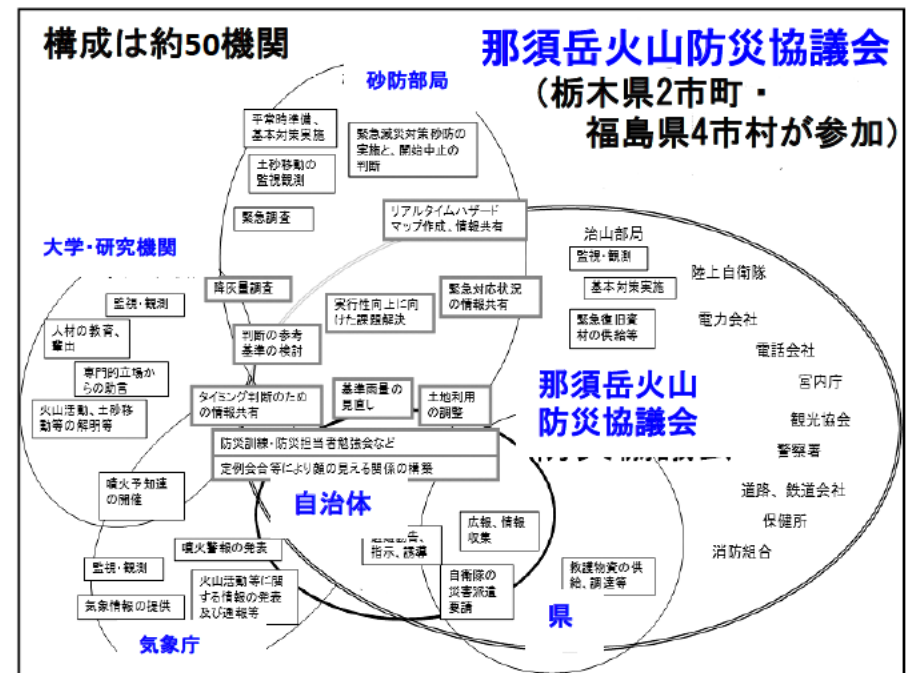 構成は約50機関
那須岳火山防災協議会
(栃木県2市町・
福島県4市村が参加)
砂防部局
平常時準備、
基本対策実施
緊急減災対策砂防の
実施と、開始中止の
判断
土砂移動の
監視観測
緊急調査
リアルタイムハザード
マップ作成、情報共有
大学・研究機関
監視・観測
人材の教育、
輩出
専門的立場か
らの助言
火山活動、土砂移
動等の解明等
降灰量調査
実行性向上に向
けた課題解決
緊急対応状況
の情報共有
判断の参考
基準の検討
タイミング判断のため
の情報共有
基準雨量の
見直し
土地利用
の調整
防災訓練・防災担当者勉強会など
定例会合等により顔の見える関係の構築
治山部局
監視・観測
基本対策実施
緊急復旧資
材の供給等
陸上自衛隊
電力会社
電話会社
宮内庁
観光協会
警察署
道路、鉄道会社
保健所
消防組合
那須岳火山
防災協議会
自治体
噴火予知連
の開催
噴火警報の発表
監視・観測
気象情報の提供
火山活動等に関
する情報の発表
及び通報等
気象庁
指示、誘導
広報、情報
収集
自衛隊の
災害派遣
要請
救護物資の供
給、調達等
県